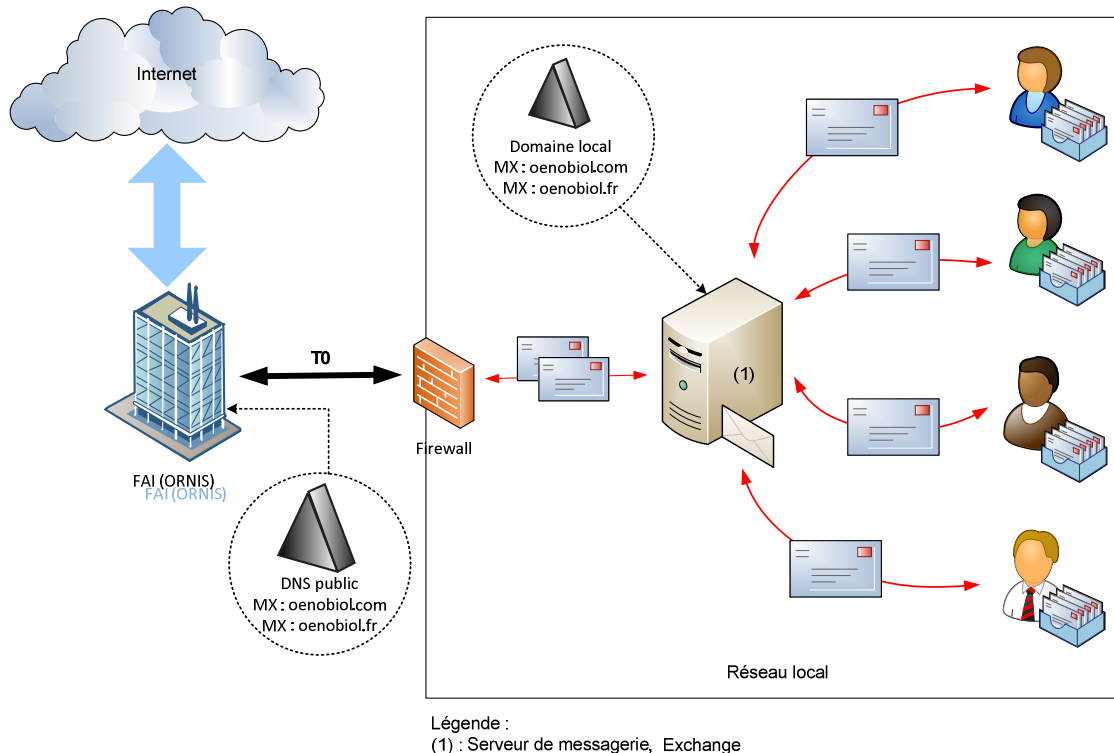 Internet
Domaine local
MX : oenobiol.com
MX : oenobiol.fr
(1)
T0
Firewall
FAI (ORNIS)
FAI (ORNIS)
DNS public
MX : oenobiol.com
MX : oenobiol.fr
Réseau local
Légende :
(1) : Serveur de messagerie, Exchange